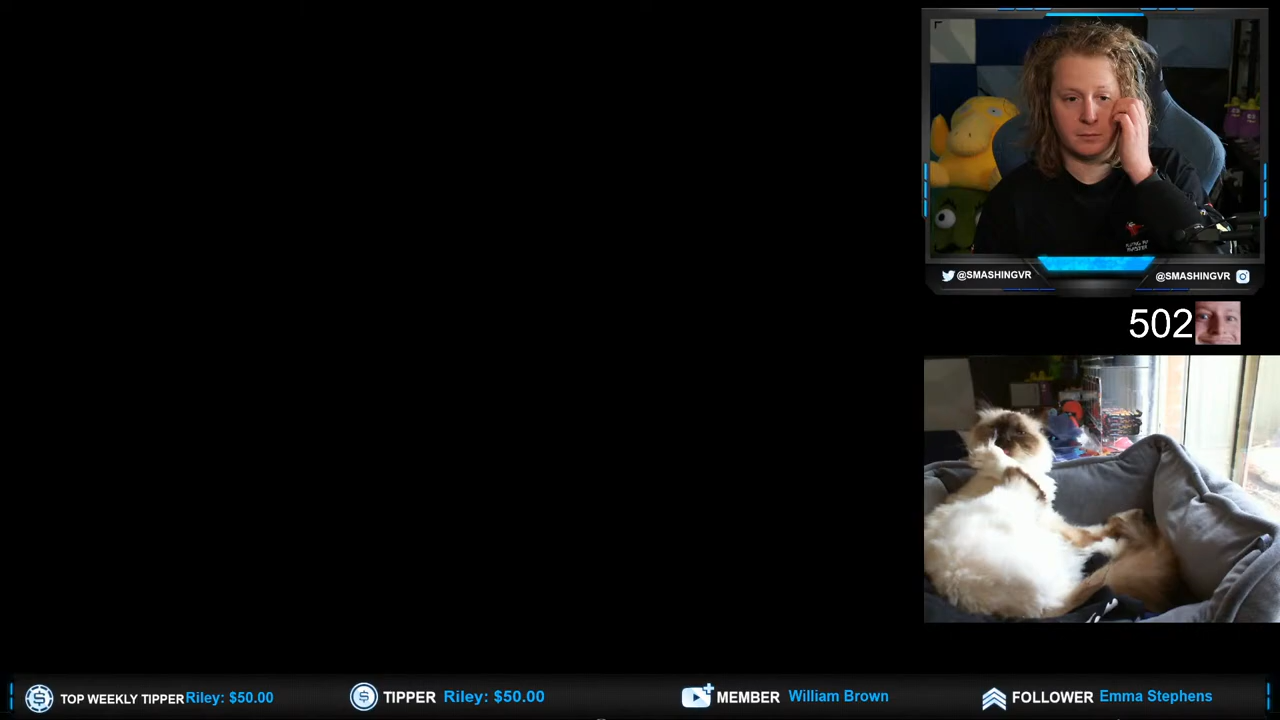 @SMASHINGVR @SMASHINGVR
502
TOP WEEKLY TIPPER Riley: $50.00 TIPPER Riley: $50.00 MEMBER William Brown FOLLOWER Emma Stephens